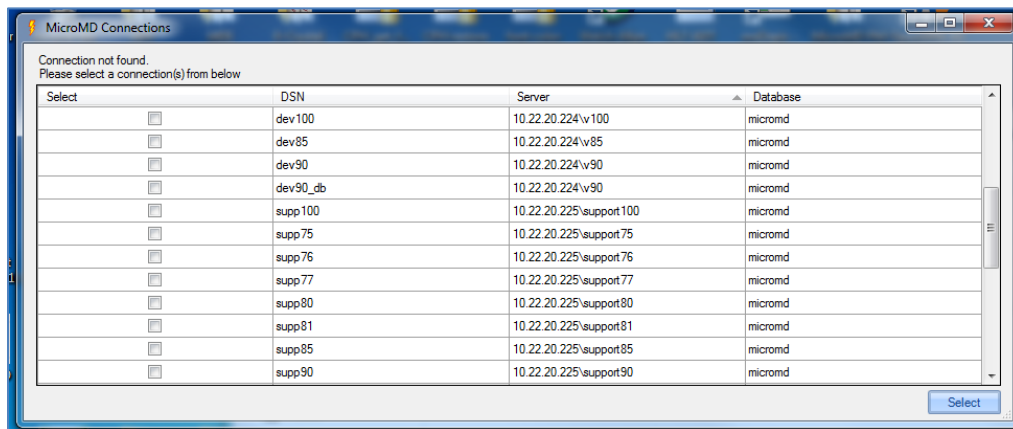 MicroMD Connections
Connection not found.
Please select a connection(s) from below
Select DSN Server Database
dev100 10.22.20.224\v100 micromd
dev85 10.22.20.224\v85 micromd
dev90 10.22.20.224\v90 micromd
dev90_db 10.22.20.224\v90 micromd
supp100 10.22.20.225\support100 micromd
supp75 10.22.20.225\support75 micromd
supp76 10.22.20.225\support76 micromd
supp77 10.22.20.225\support77 micromd
supp80 10.22.20.225\support80 micromd
supp81 10.22.20.225\support81 micromd
supp85 10.22.20.225\support85 micromd
supp90 10.22.20.225\support90 micromd
Select